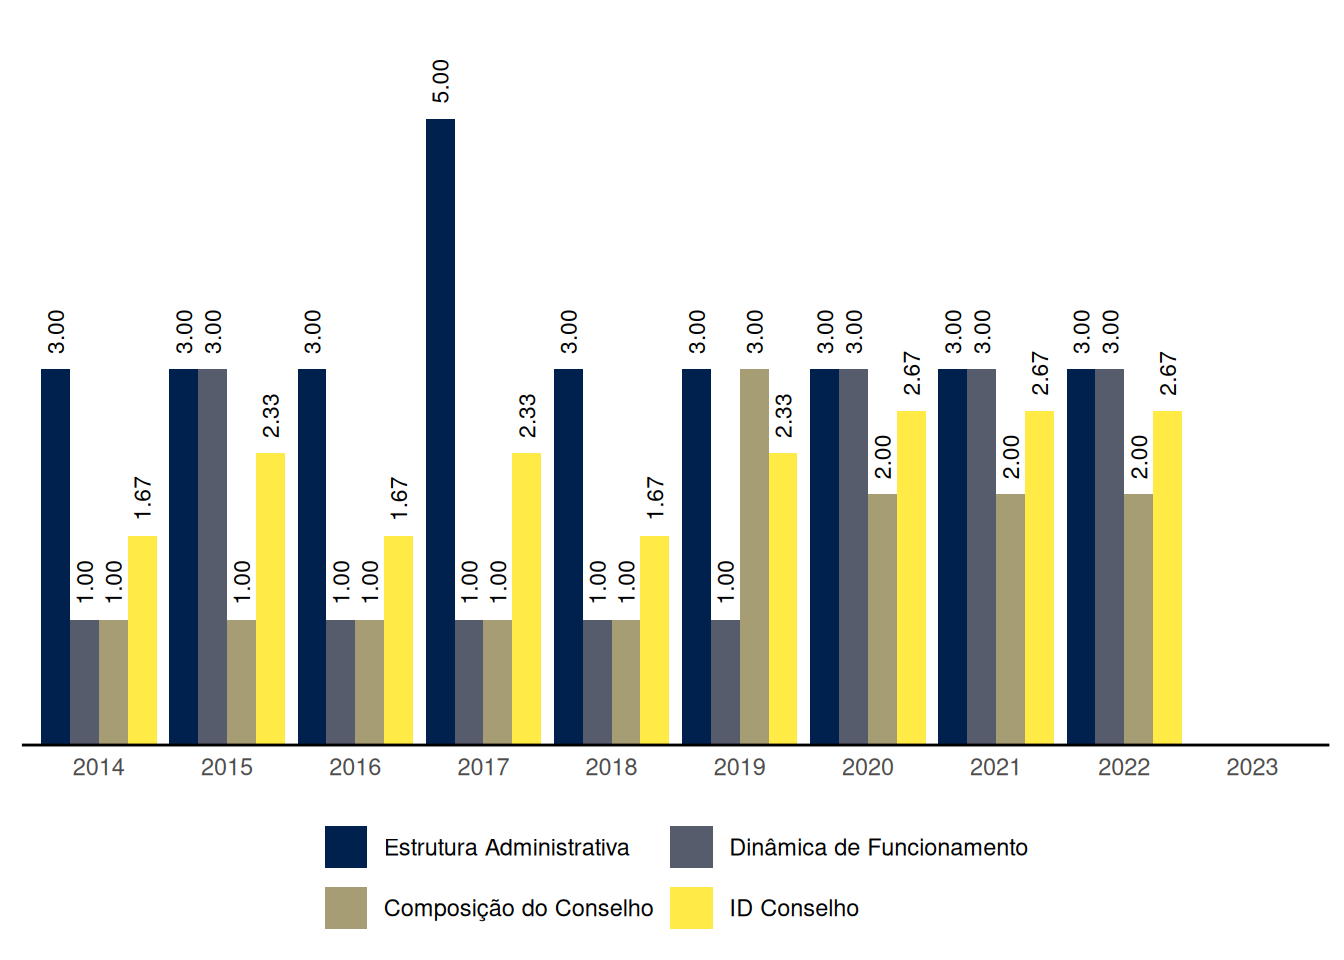 5.00
3.00 3.00 3.00 3.00 3.00 3.00 3.00 3.00 3.00 3.00 3.00 3.00 3.00
2.67 2.67 2.67
2.33 2.33 2.33
2.00 2.00 2.00
1.67 1.67 1.67
1.00 1.00 1.00 1.00 1.00 1.00 1.00 1.00 1.00 1.00
2014 2015 2016 2017 2018 2019 2020 2021 2022 2023
Estrutura Administrativa Dinâmica de Funcionamento
Composição do Conselho ID Conselho